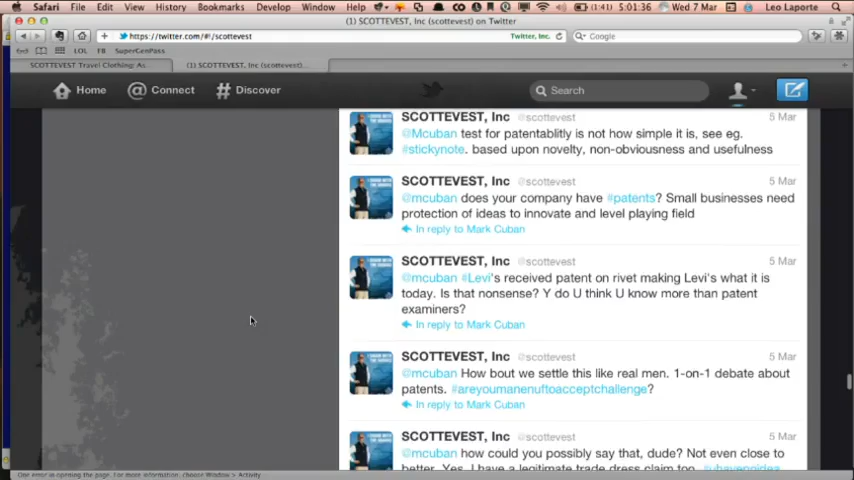 Safari File Edit View History Bookmarks Develop Window Help (1:41) 5:01:36 Wed 7 Mar Leo Laporte
(1) SCOTTEVEST, Inc (scottevest) on Twitter
https://twitter.com/#!/scottevest Twitter, Inc. Google
LOL FB SuperGenPass
SCOTTEVEST Travel Clothing: As... (1) SCOTTEVEST, Inc (scottevest)...
Home @ Connect # Discover Search
SCOTTEVEST, Inc @scottevest 5 Mar
@Mcuban test for patentablitly is not how simple it is, see eg.
#stickynote. based upon novelty, non-obviousness and usefulness
SCOTTEVEST, Inc @scottevest 5 Mar
@mcuban does your company have #patents? Small businesses need
protection of ideas to innovate and level playing field
In reply to Mark Cuban
SCOTTEVEST, Inc @scottevest 5 Mar
@mcuban #Levi's received patent on rivet making Levi's what it is
today. Is that nonsense? Y do U think U know more than patent
examiners?
In reply to Mark Cuban
SCOTTEVEST, Inc @scottevest 5 Mar
@mcuban How bout we settle this like real men. 1-on-1 debate about
patents. #areyoumanenuftoacceptchallenge?
In reply to Mark Cuban
SCOTTEVEST, Inc @scottevest 5 Mar
@mcuban how could you possibly say that, dude? Not even close to
better. Yes, I have a legitimate trade dress claim too. #uhavenoidea
One error in opening the page. For more information, choose Window > Activity.